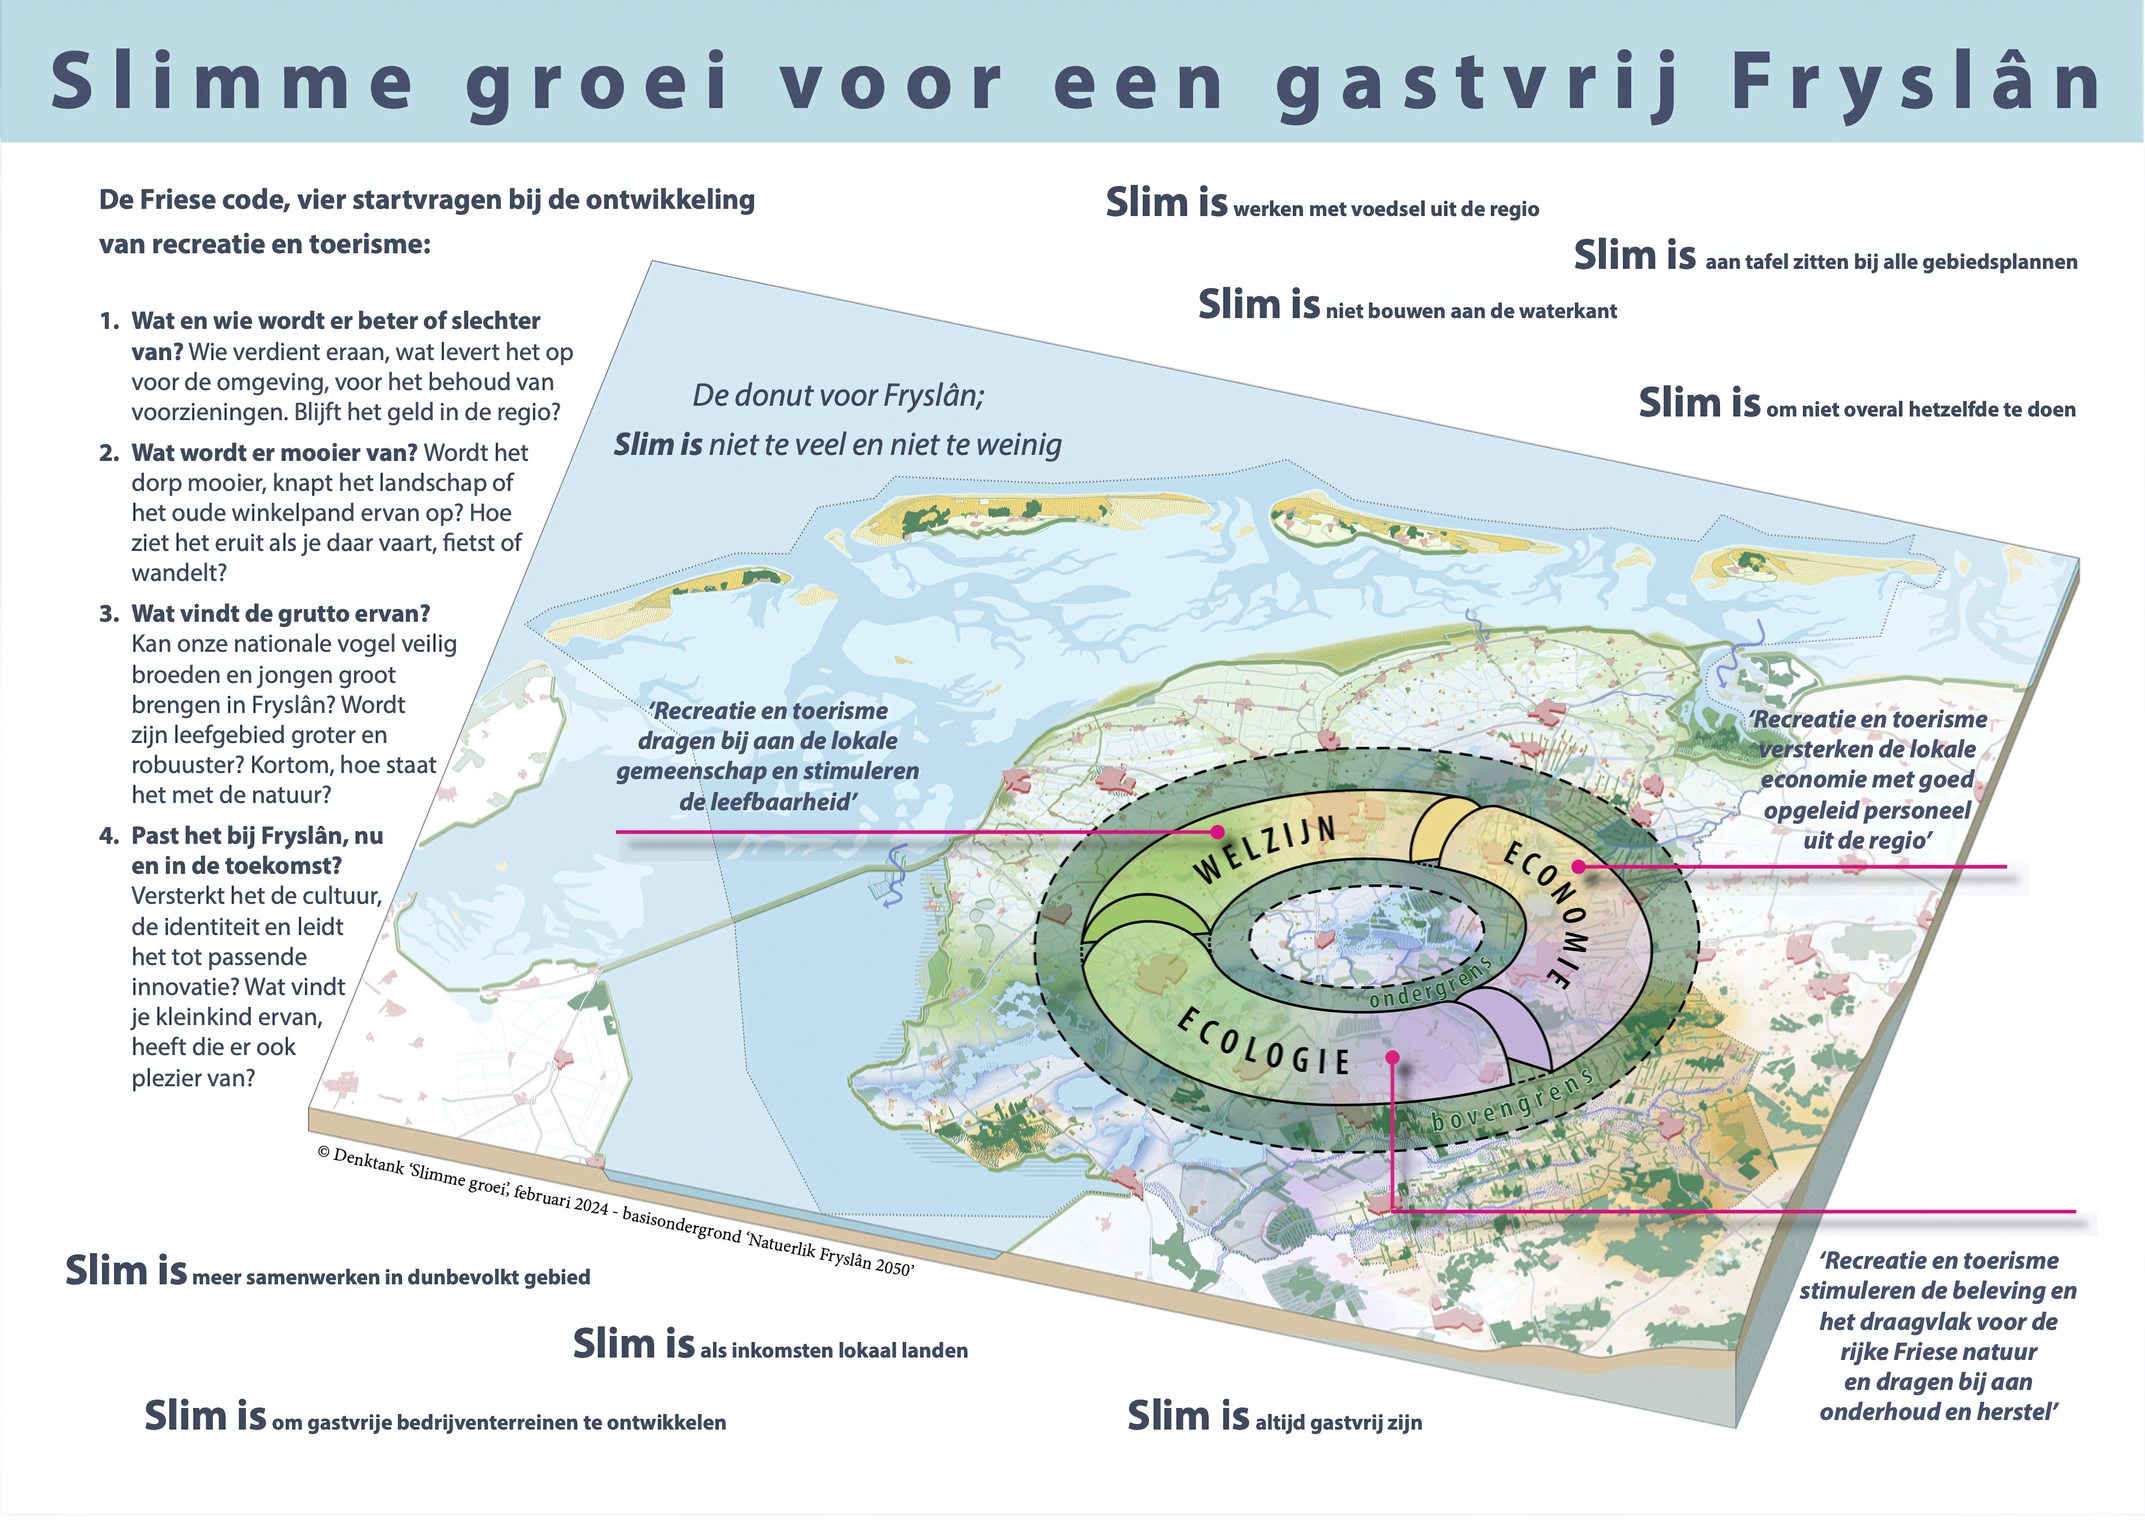 Slimme groei voor een gastvrij Fryslân
De Friese code, vier startvragen bij de ontwikkeling
van recreatie en toerisme:
1. Wat en wie wordt er beter of slechter
van? Wie verdient eraan, wat levert het op
voor de omgeving, voor het behoud van
voorzieningen. Blijft het geld in de regio?
2. Wat wordt er mooier van? Wordt het
dorp mooier, knapt het landschap of
het oude winkelpand ervan op? Hoe
ziet het eruit als je daar vaart, fietst of
wandelt?
3. Wat vindt de grutto ervan?
Kan onze nationale vogel veilig
broeden en jongen groot
brengen in Fryslân? Wordt
zijn leefgebied groter en
robuuster? Kortom, hoe staat
het met de natuur?
4. Past het bij Fryslân, nu
en in de toekomst?
Versterkt het de cultuur,
de identiteit en leidt
het tot passende
innovatie? Wat vindt
je kleinkind ervan,
heeft die er ook
plezier van?
Slim is werken met voedsel uit de regio
Slim is aan tafel zitten bij alle gebiedsplannen
Slim is niet bouwen aan de waterkant
Slim is om niet overal hetzelfde te doen
De donut voor Fryslân;
Slim is niet te veel en niet te weinig
‘Recreatie en toerisme
dragen bij aan de lokale
gemeenschap en stimuleren
de leefbaarheid’
‘Recreatie en toerisme
versterken de lokale
economie met goed
opgeleid personeel
uit de regio’
WELZIJN
ECONOMIE
ECOLOGIE
ondergrens
bovengrens
‘Recreatie en toerisme
stimuleren de beleving en
het draagvlak voor de
rijke Friese natuur
en dragen bij aan
onderhoud en herstel’
© Denktank ‘Slimme groei’, februari 2024 - basisondergrond ‘Natuerlik Fryslân 2050’
Slim is meer samenwerken in dunbevolkt gebied
Slim is als inkomsten lokaal landen
Slim is om gastvrije bedrijventerreinen te ontwikkelen
Slim is altijd gastvrij zijn